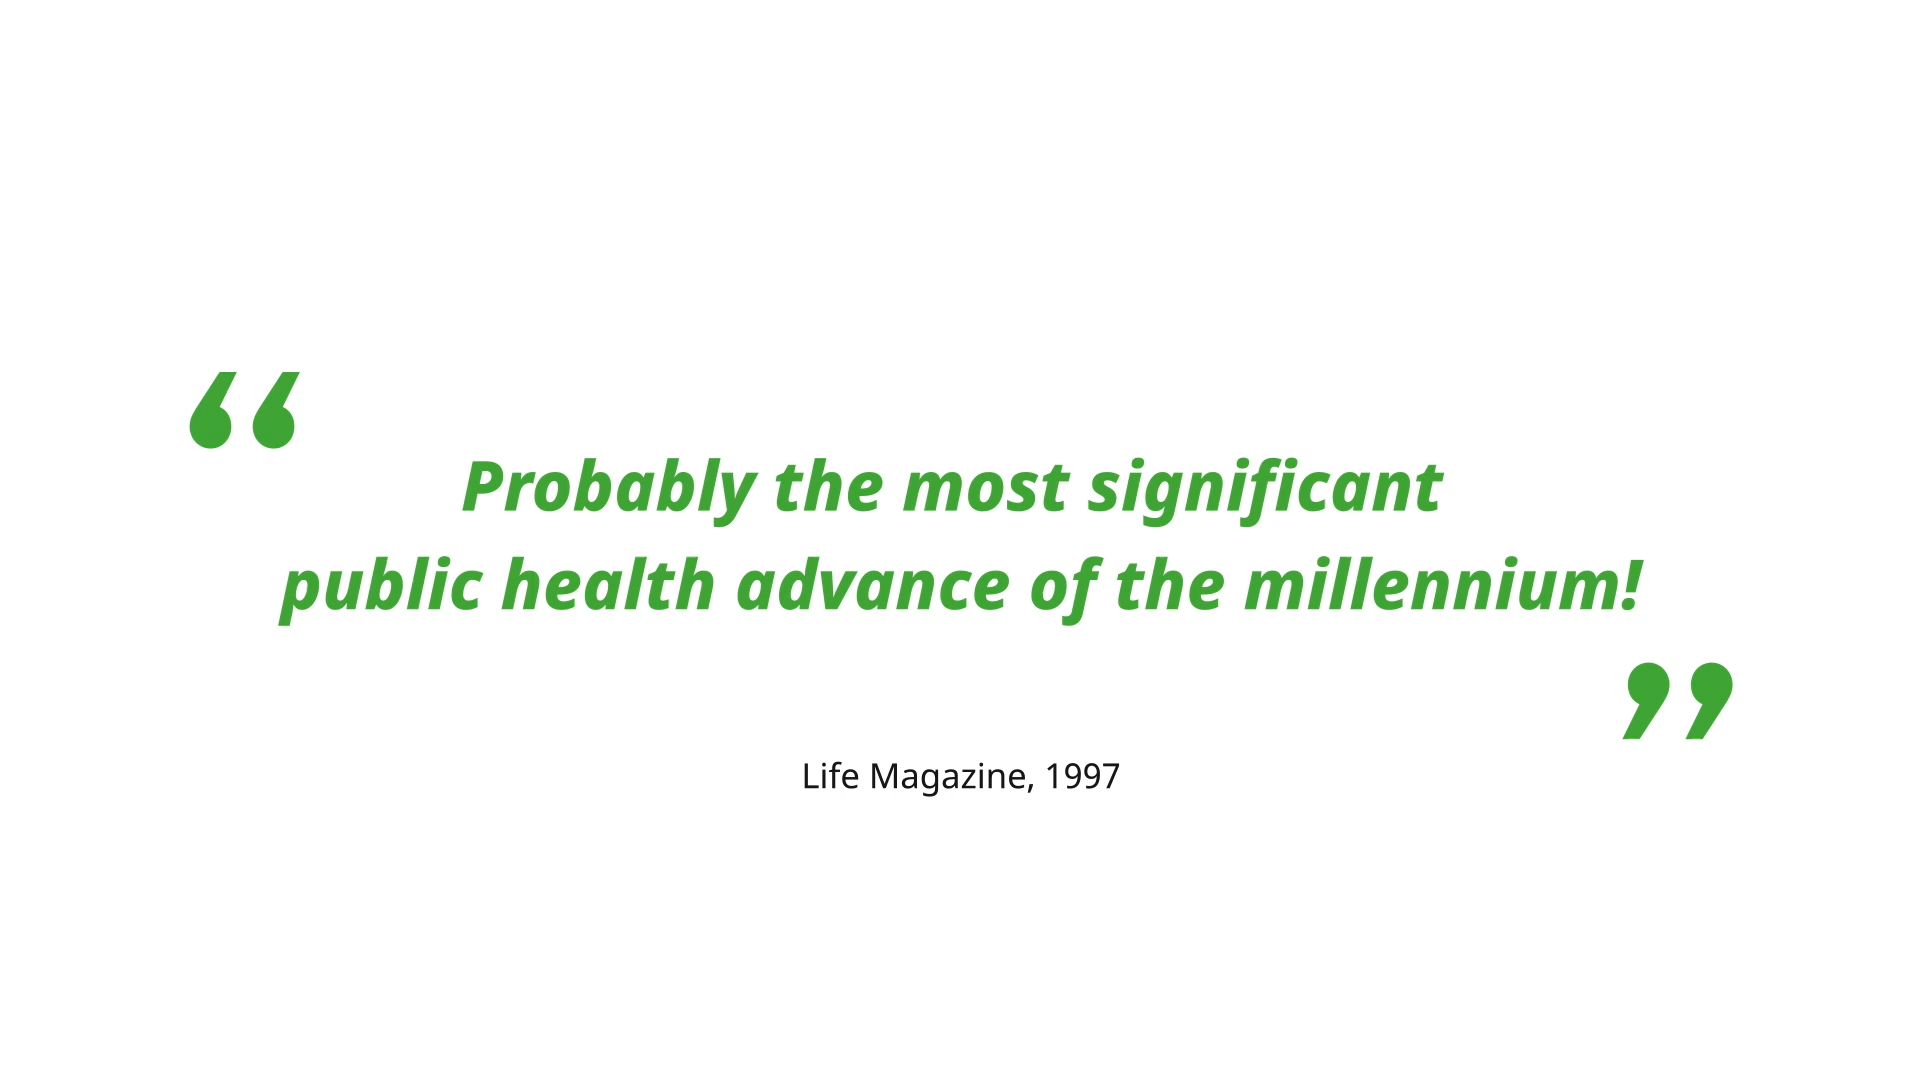 “
Probably the most significant
public health advance of the millennium!
”
Life Magazine, 1997